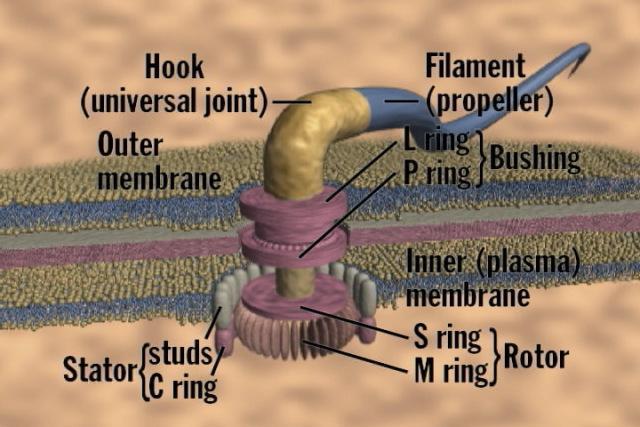 Hook
(universal joint)
Filament
(propeller)
Outer
membrane
L ring
P ring
Bushing
Inner (plasma)
membrane
S ring
M ring
Rotor
Stator
studs
C ring